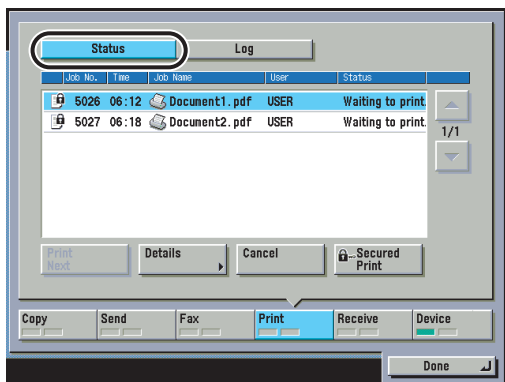 Status Log
Job No. Time Job Name User Status
5026 06:12 Document1.pdf USER Waiting to print.
5027 06:18 Document2.pdf USER Waiting to print.
1/1
Print Next Details Cancel Secured Print
Copy Send Fax Print Receive Device
Done